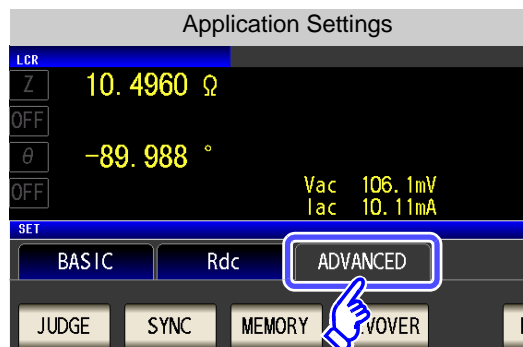 Application Settings
LCR
Z 10.4960 Ω
OFF
θ -89.988 °
OFF
Vac 106.1mV
Iac 10.11mA
SET
BASIC Rdc ADVANCED
JUDGE SYNC MEMORY VOVER